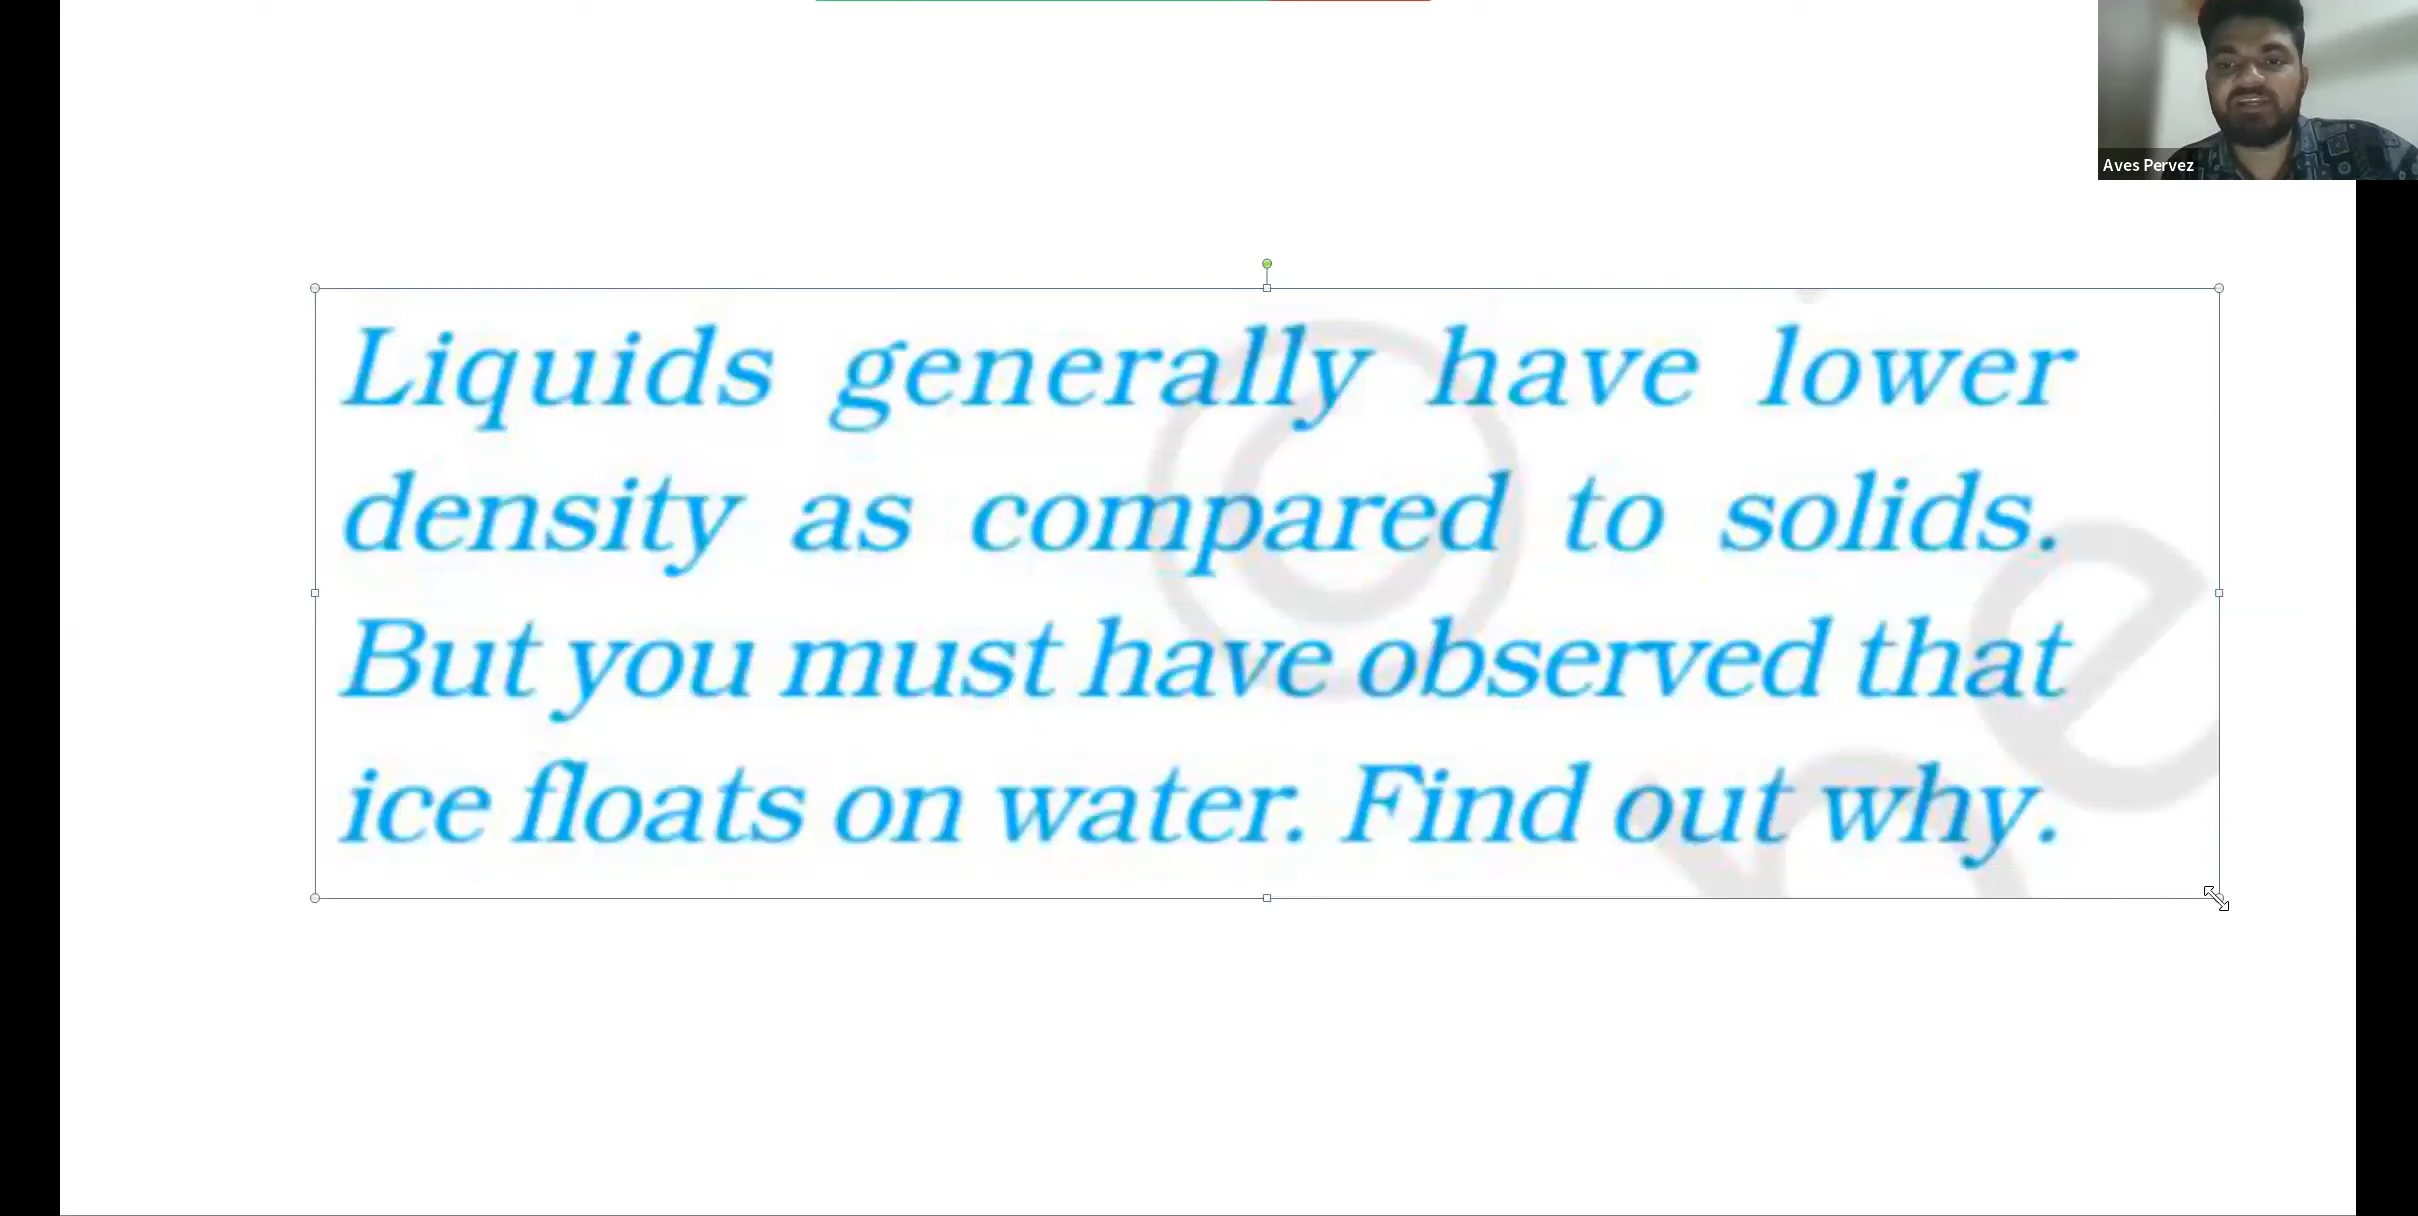 Aves Pervez
Liquids generally have lower
density as compared to solids.
But you must have observed that
ice floats on water. Find out why.